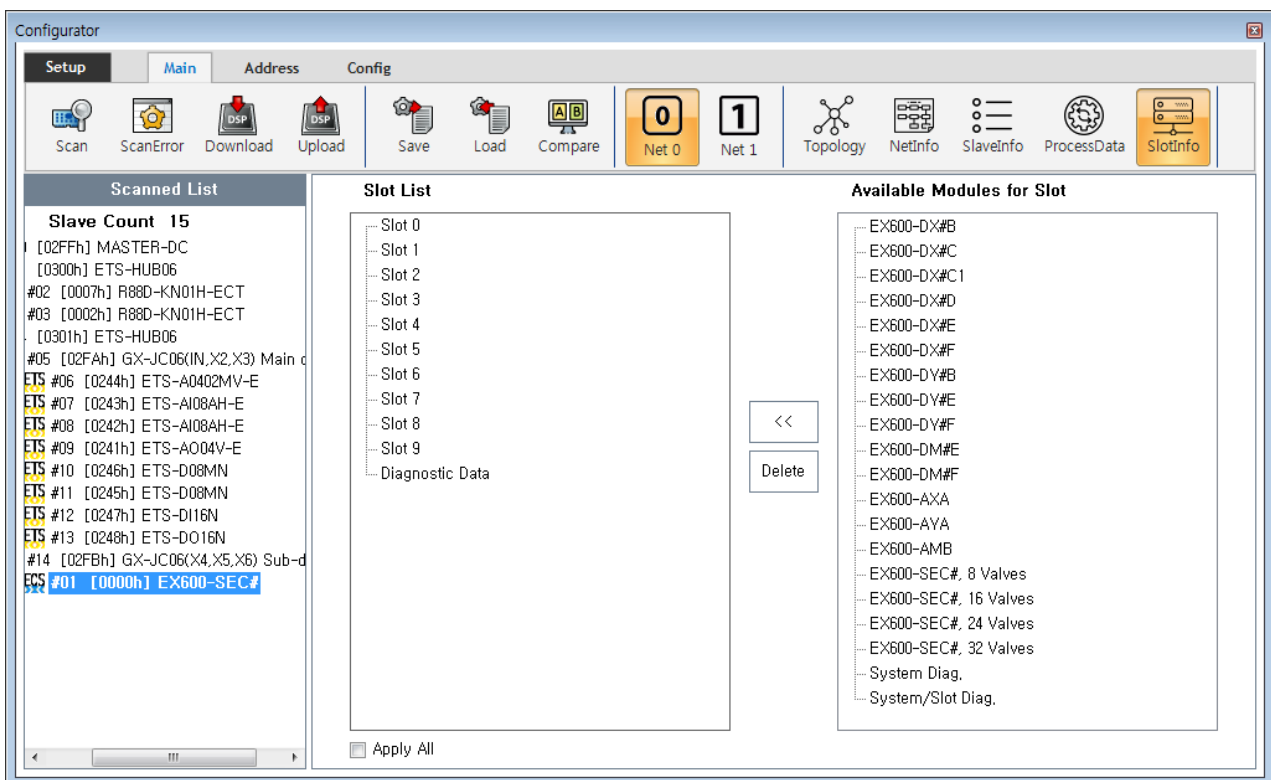 Configurator
Setup Main Address Config
Scan ScanError Download Upload Save Load Compare Net 0 Net 1 Topology NetInfo SlaveInfo ProcessData SlotInfo
DSP DSP A B 0 1
Scanned List
Slave Count 15
[02FFh] MASTER-DC
[0300h] ETS-HUB06
#02 [0007h] R88D-KN01H-ECT
#03 [0002h] R88D-KN01H-ECT
[0301h] ETS-HUB06
#05 [02FAh] GX-JC06(IN,X2,X3) Main
ETS #06 [0244h] ETS-A0402MV-E
ETS #07 [0243h] ETS-AI08AH-E
ETS #08 [0242h] ETS-AI08AH-E
ETS #09 [0241h] ETS-AO04V-E
ETS #10 [0246h] ETS-D08MN
ETS #11 [0245h] ETS-D08MN
ETS #12 [0247h] ETS-DI16N
ETS #13 [0248h] ETS-DO16N
#14 [02FBh] GX-JC06(X4,X5,X6) Sub-d
ECS #01 [0000h] EX600-SEC#
Slot List
Slot 0
Slot 1
Slot 2
Slot 3
Slot 4
Slot 5
Slot 6
Slot 7
Slot 8
Slot 9
Diagnostic Data
Apply All
<<
Delete
Available Modules for Slot
EX600-DX#B
EX600-DX#C
EX600-DX#C1
EX600-DX#D
EX600-DX#E
EX600-DX#F
EX600-DY#B
EX600-DY#E
EX600-DY#F
EX600-DM#E
EX600-DM#F
EX600-AXA
EX600-AYA
EX600-AMB
EX600-SEC#, 8 Valves
EX600-SEC#, 16 Valves
EX600-SEC#, 24 Valves
EX600-SEC#, 32 Valves
System Diag,
System/Slot Diag,